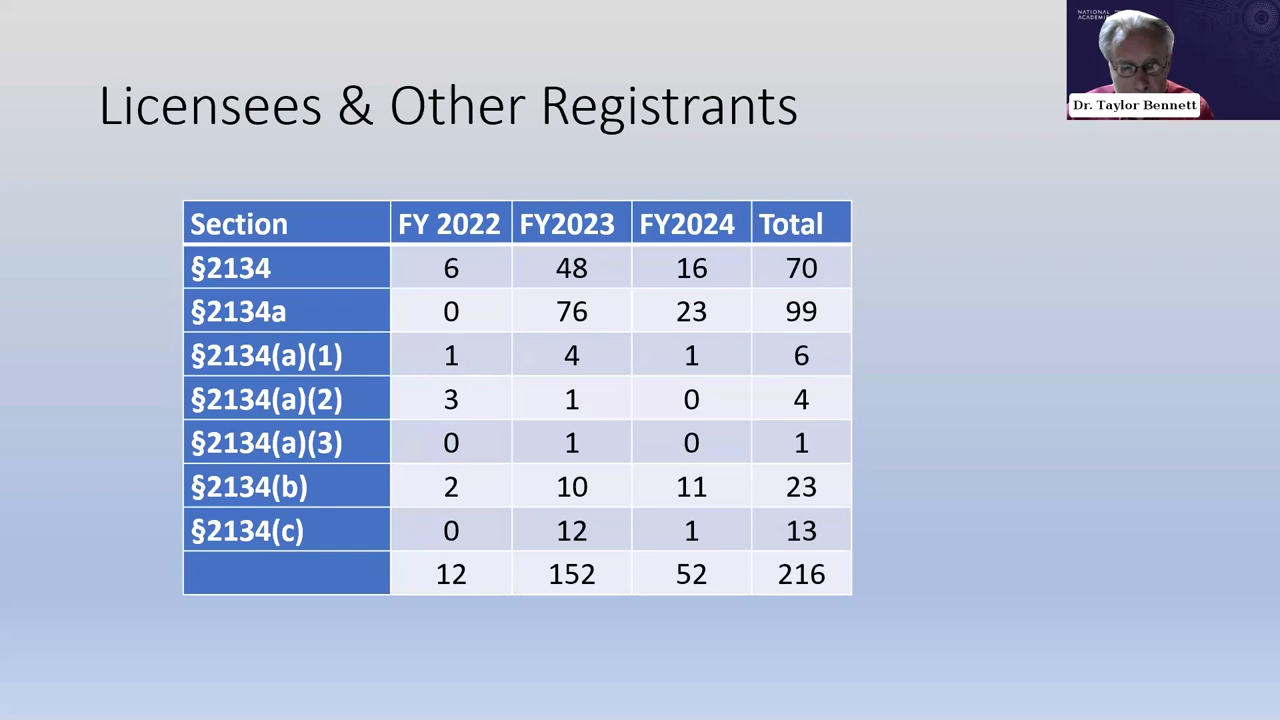 NATIONAL
ACADEMIES
Dr. Taylor Bennett
Licensees & Other Registrants
Section FY 2022 FY2023 FY2024 Total
§2134 6 48 16 70
§2134a 0 76 23 99
§2134(a)(1) 1 4 1 6
§2134(a)(2) 3 1 0 4
§2134(a)(3) 0 1 0 1
§2134(b) 2 10 11 23
§2134(c) 0 12 1 13
12 152 52 216